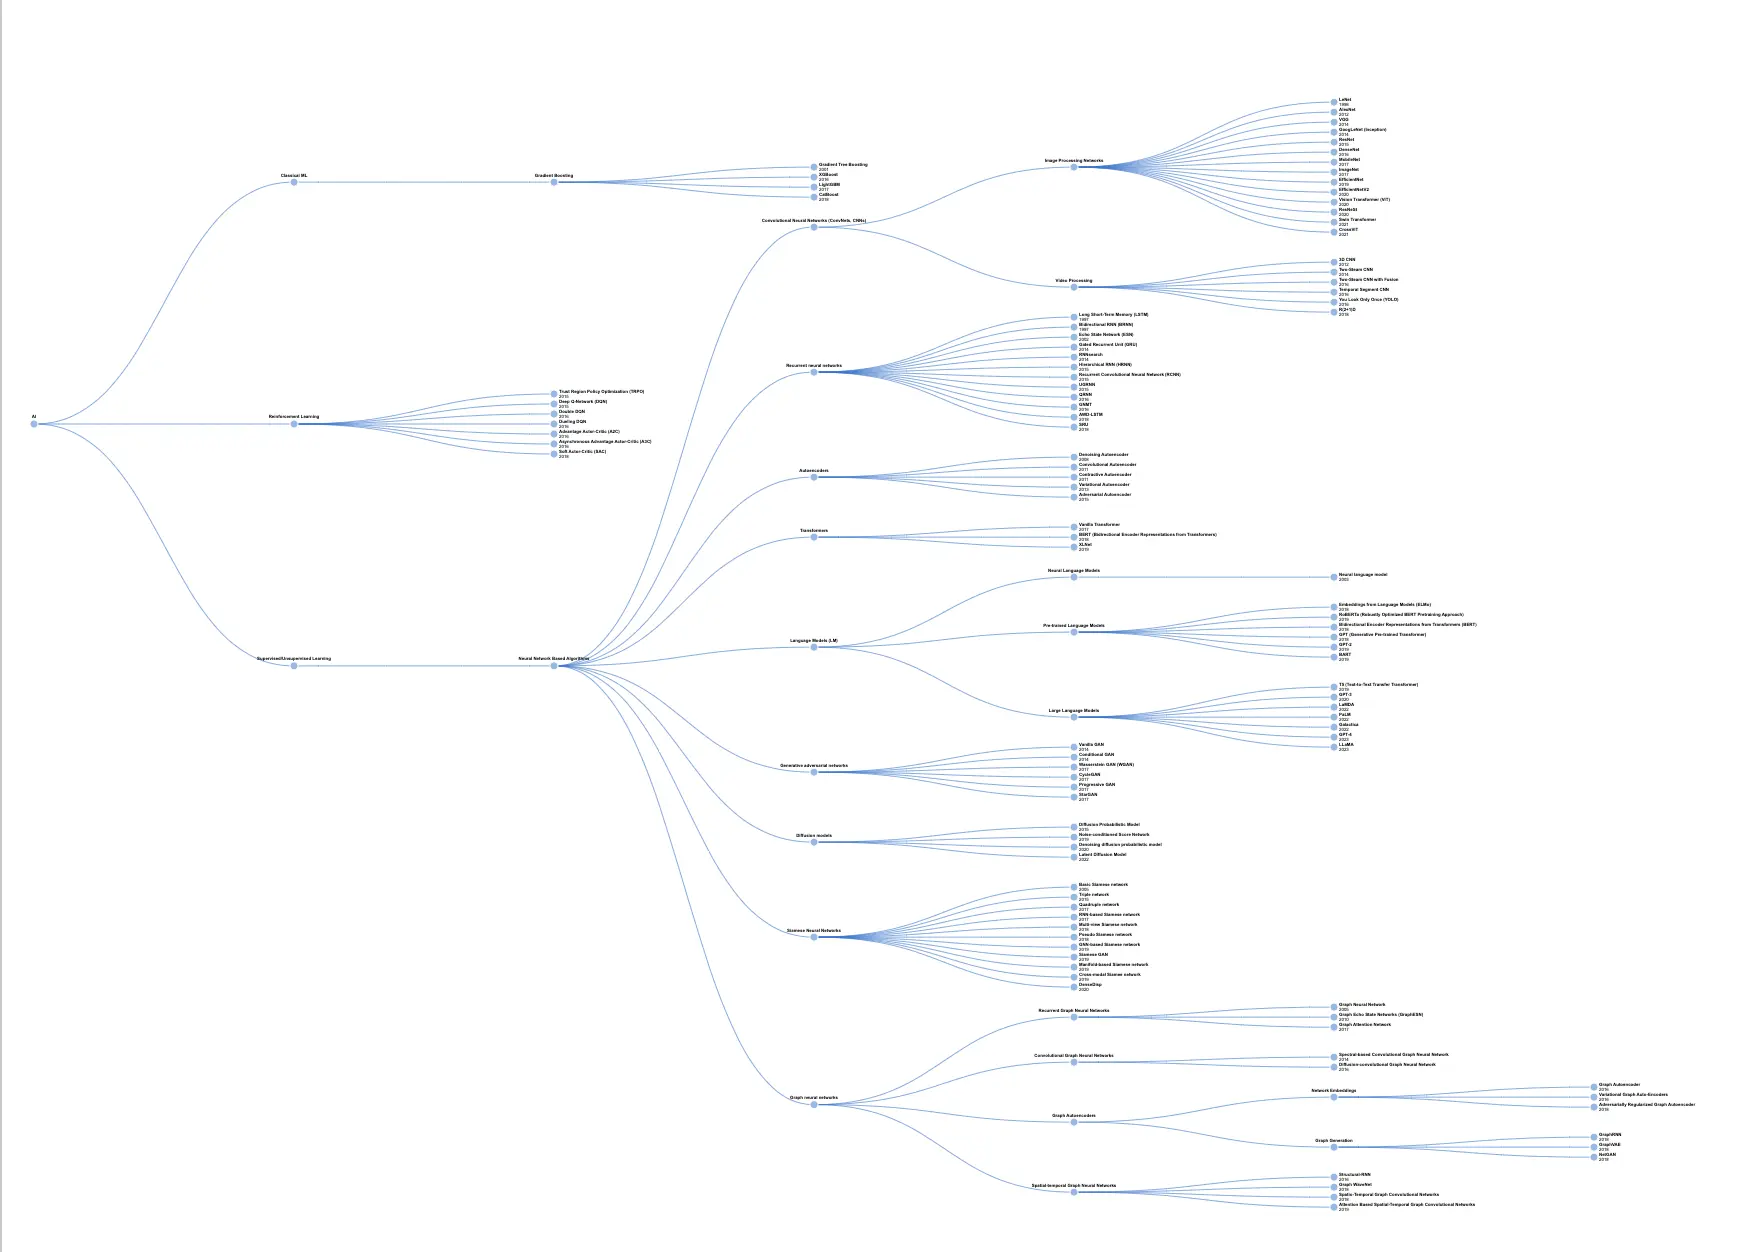 AI
Classical ML
Gradient Boosting
Gradient Tree Boosting
2001
XGBoost
2016
LightGBM
2017
CatBoost
2018
Reinforcement Learning
Trust Region Policy Optimization (TRPO)
2015
Deep Q-Network (DQN)
2015
Double DQN
2016
Dueling DQN
2016
Advantage Actor-Critic (A2C)
2016
Asynchronous Advantage Actor-Critic (A3C)
2016
Soft Actor-Critic (SAC)
2018
Supervised/Unsupervised Learning
Neural Network Based Algorithms
Convolutional Neural Networks (ConvNets, CNNs)
Image Processing Networks
LeNet
1998
AlexNet
2012
VGG
2014
GoogLeNet (Inception)
2014
ResNet
2015
DenseNet
2016
MobileNet
2017
ImageNet
2017
EfficientNet
2019
EfficientNetV2
2020
Vision Transformer (ViT)
2020
ResNeSt
2020
Swin Transformer
2021
CrossViT
2021
Video Processing
3D CNN
2012
Two-Steam CNN
2014
Two-Steam CNN with Fusion
2016
Temporal Segment CNN
2016
You Look Only Once (YOLO)
2016
R(2+1)D
2018
Recurrent neural networks
Long Short-Term Memory (LSTM)
1997
Bidirectional RNN (BRNN)
1997
Echo State Network (ESN)
2002
Gated Recurrent Unit (GRU)
2014
RNNsearch
2014
Hierarchical RNN (HRNN)
2015
Recurrent Convolutional Neural Network (RCNN)
2015
UGRNN
2016
QRNN
2016
GNMT
2016
AWD-LSTM
2018
SRU
2018
Autoencoders
Denoising Autoencoder
2008
Convolutional Autoencoder
2011
Contractive Autoencoder
2011
Variational Autoencoder
2013
Adversarial Autoencoder
2015
Transformers
Vanilla Transformer
2017
BERT (Bidirectional Encoder Representations from Transformers)
2018
XLNet
2019
Language Models (LM)
Neural Language Models
Neural language model
2003
Pre-trained Language Models
Embeddings from Language Models (ELMo)
2018
RoBERTa (Robustly Optimized BERT Pretraining Approach)
2019
Bidirectional Encoder Representations from Transformers (BERT)
2018
GPT (Generative Pre-trained Transformer)
2018
GPT-2
2019
BART
2019
Large Language Models
T5 (Text-to-Text Transfer Transformer)
2019
GPT-3
2020
LaMDA
2022
PaLM
2022
Galactica
2022
GPT-4
2023
LLaMA
2023
Generative adversarial networks
Vanilla GAN
2014
Conditional GAN
2014
Wasserstein GAN (WGAN)
2017
CycleGAN
2017
Progressive GAN
2017
StarGAN
2017
Diffusion models
Diffusion Probabilistic Model
2015
Noise-conditioned Score Network
2019
Denoising diffusion probabilistic model
2020
Latent Diffusion Model
2022
Siamese Neural Networks
Basic Siamese network
2005
Triple network
2015
Quadruple network
2017
RNN-based Siamese network
2017
Multi-view Siamese network
2018
Pseudo Siamese network
2018
GNN-based Siamese network
2019
Siamese GAN
2019
Manifold-based Siamese network
2019
Cross-modal Siamee network
2019
DenseDisp
2020
Graph neural networks
Recurrent Graph Neural Networks
Graph Neural Network
2005
Graph Echo State Networks (GraphESN)
2010
Graph Attention Network
2017
Convolutional Graph Neural Networks
Spectral-based Convolutional Graph Neural Network
2014
Diffusion-convolutional Graph Neural Network
2016
Graph Autoencoders
Network Embeddings
Graph Autoencoder
2016
Variational Graph Auto-Encoders
2016
Adversarially Regularized Graph Autoencoder
2018
Graph Generation
GraphRNN
2018
GraphVAE
2018
NetGAN
2018
Spatial-temporal Graph Neural Networks
Structural-RNN
2016
Graph WaveNet
2018
Spatio-Temporal Graph Convolutional Networks
2018
Attention Based Spatial-Temporal Graph Convolutional Networks
2019